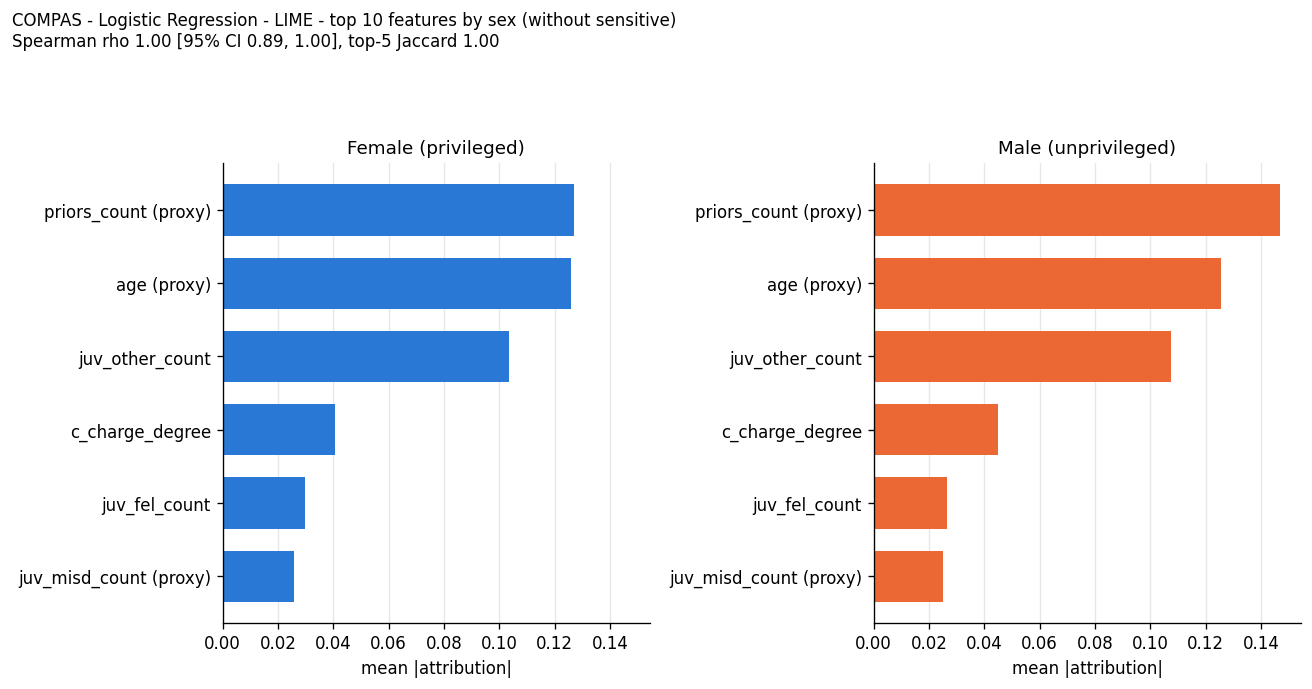 COMPAS - Logistic Regression - LIME - top 10 features by sex (without sensitive)
Spearman rho 1.00 [95% CI 0.89, 1.00], top-5 Jaccard 1.00
Female (privileged)
priors_count (proxy)
age (proxy)
juv_other_count
c_charge_degree
juv_fel_count
juv_misd_count (proxy)
0.00 0.02 0.04 0.06 0.08 0.10 0.12 0.14
mean |attribution|
Male (unprivileged)
priors_count (proxy)
age (proxy)
juv_other_count
c_charge_degree
juv_fel_count
juv_misd_count (proxy)
0.00 0.02 0.04 0.06 0.08 0.10 0.12 0.14
mean |attribution|